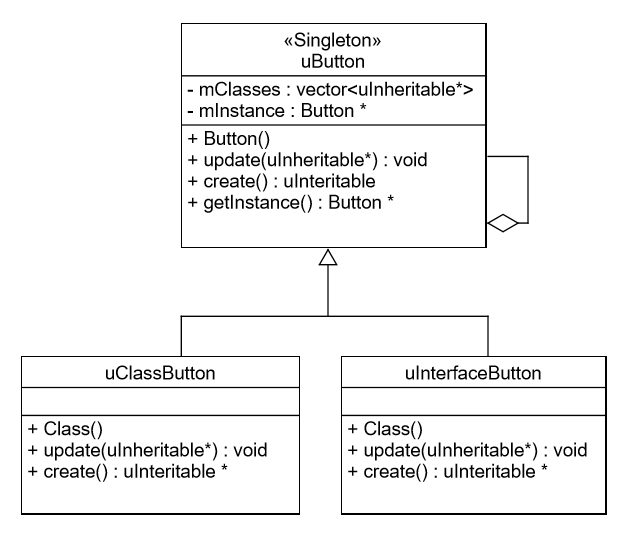 «Singleton»
uButton
- mClasses : vector<uInheritable*>
- mInstance : Button *
+ Button()
+ update(uInheritable*) : void
+ create() : uInteritable
+ getInstance() : Button *
uClassButton
+ Class()
+ update(uInheritable*) : void
+ create() : uInteritable *
uInterfaceButton
+ Class()
+ update(uInheritable*) : void
+ create() : uInteritable *